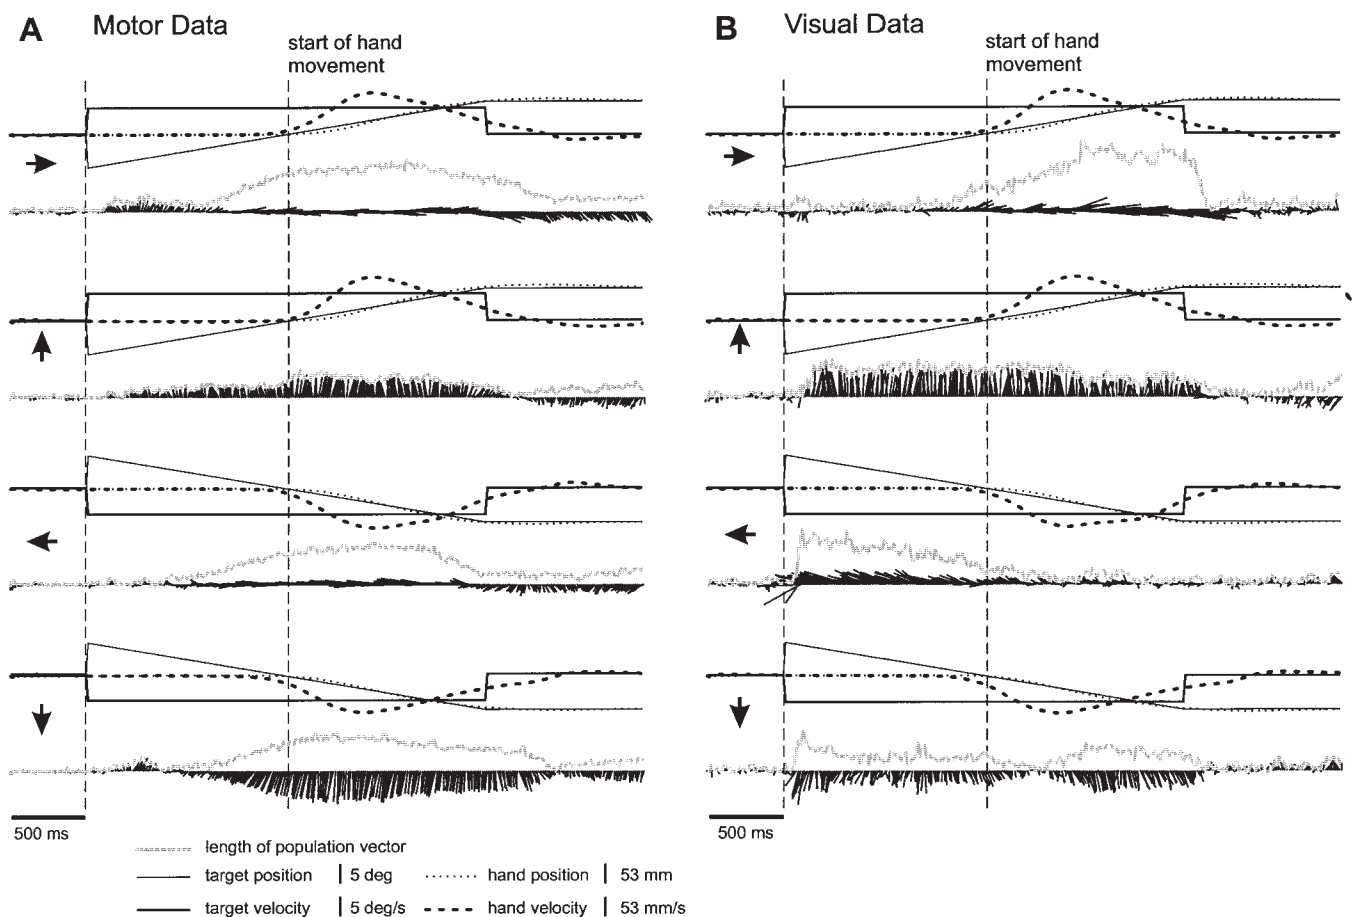 A Motor Data
start of hand
movement
500 ms
B Visual Data
start of hand
movement
500 ms
length of population vector
target position 5 deg hand position 53 mm
target velocity 5 deg/s hand velocity 53 mm/s